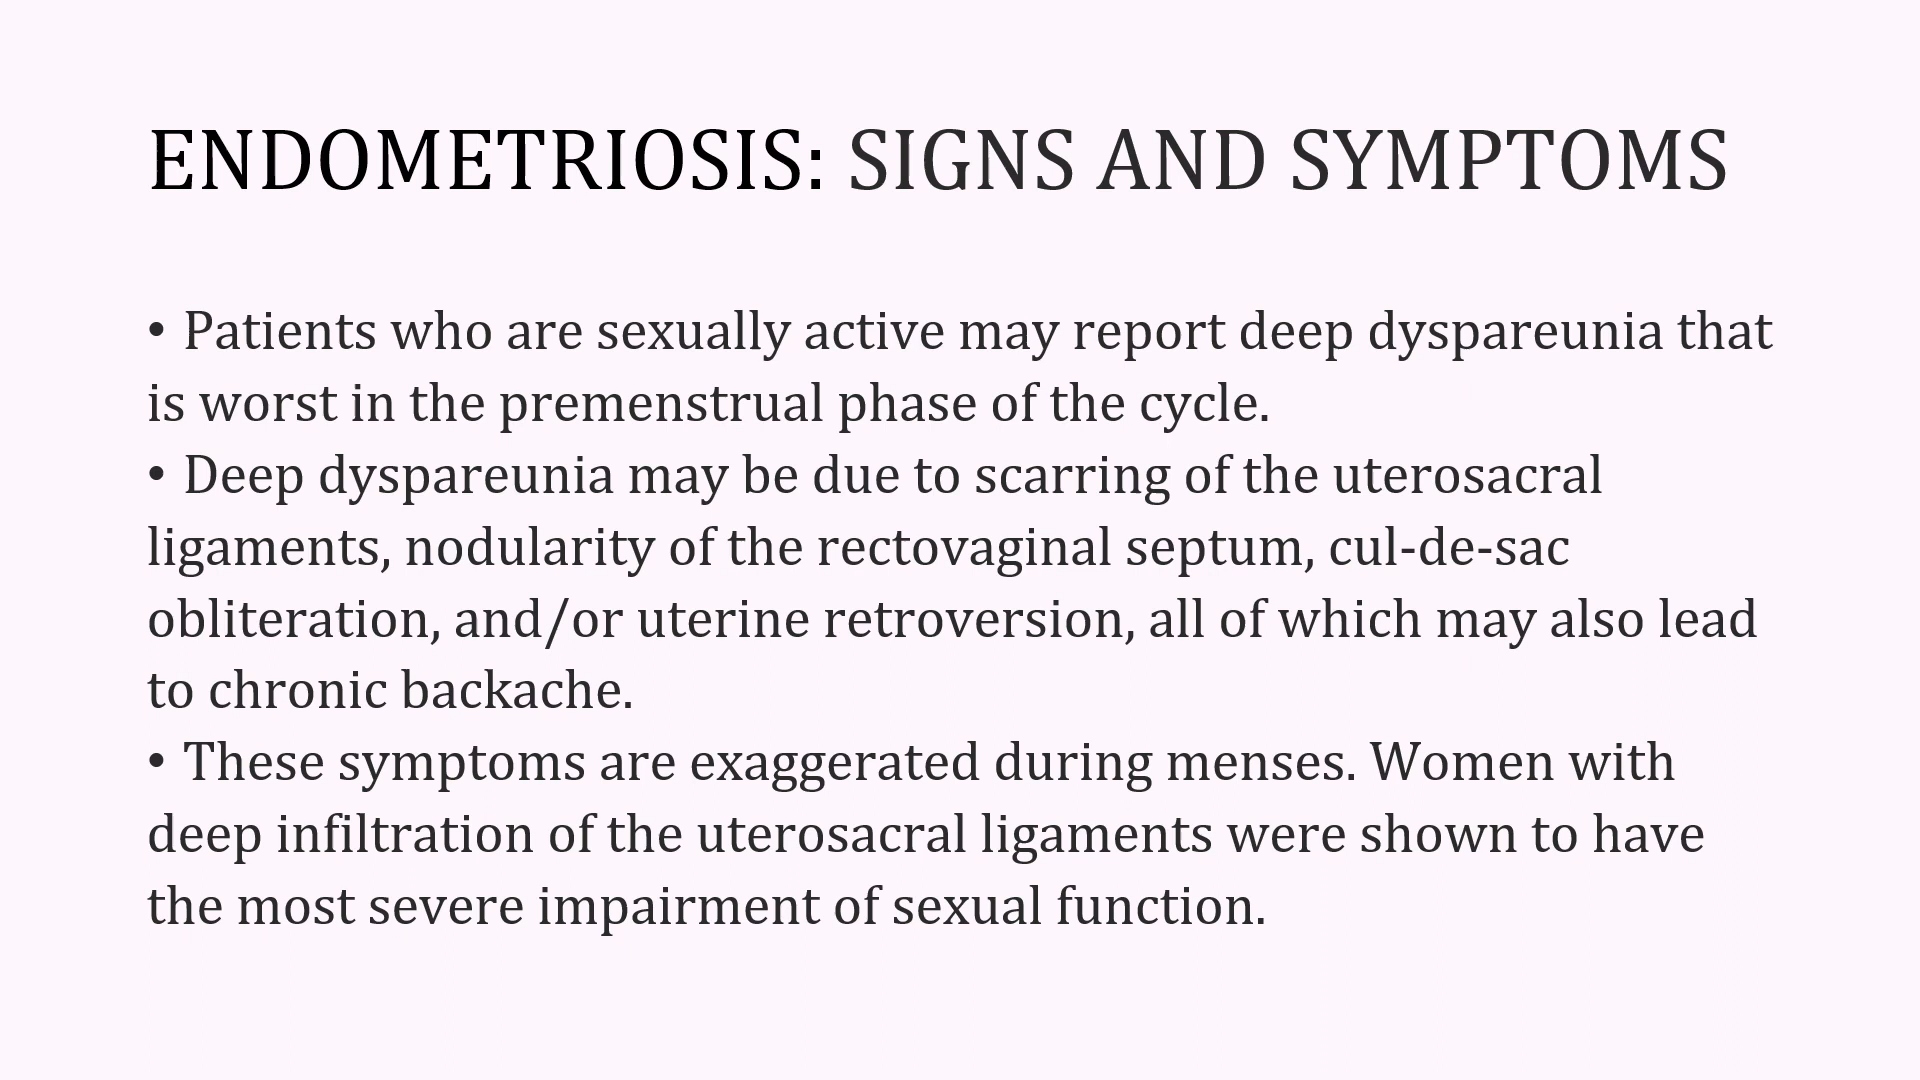 ENDOMETRIOSIS: SIGNS AND SYMPTOMS
• Patients who are sexually active may report deep dyspareunia that
is worst in the premenstrual phase of the cycle.
• Deep dyspareunia may be due to scarring of the uterosacral
ligaments, nodularity of the rectovaginal septum, cul-de-sac
obliteration, and/or uterine retroversion, all of which may also lead
to chronic backache.
• These symptoms are exaggerated during menses. Women with
deep infiltration of the uterosacral ligaments were shown to have
the most severe impairment of sexual function.